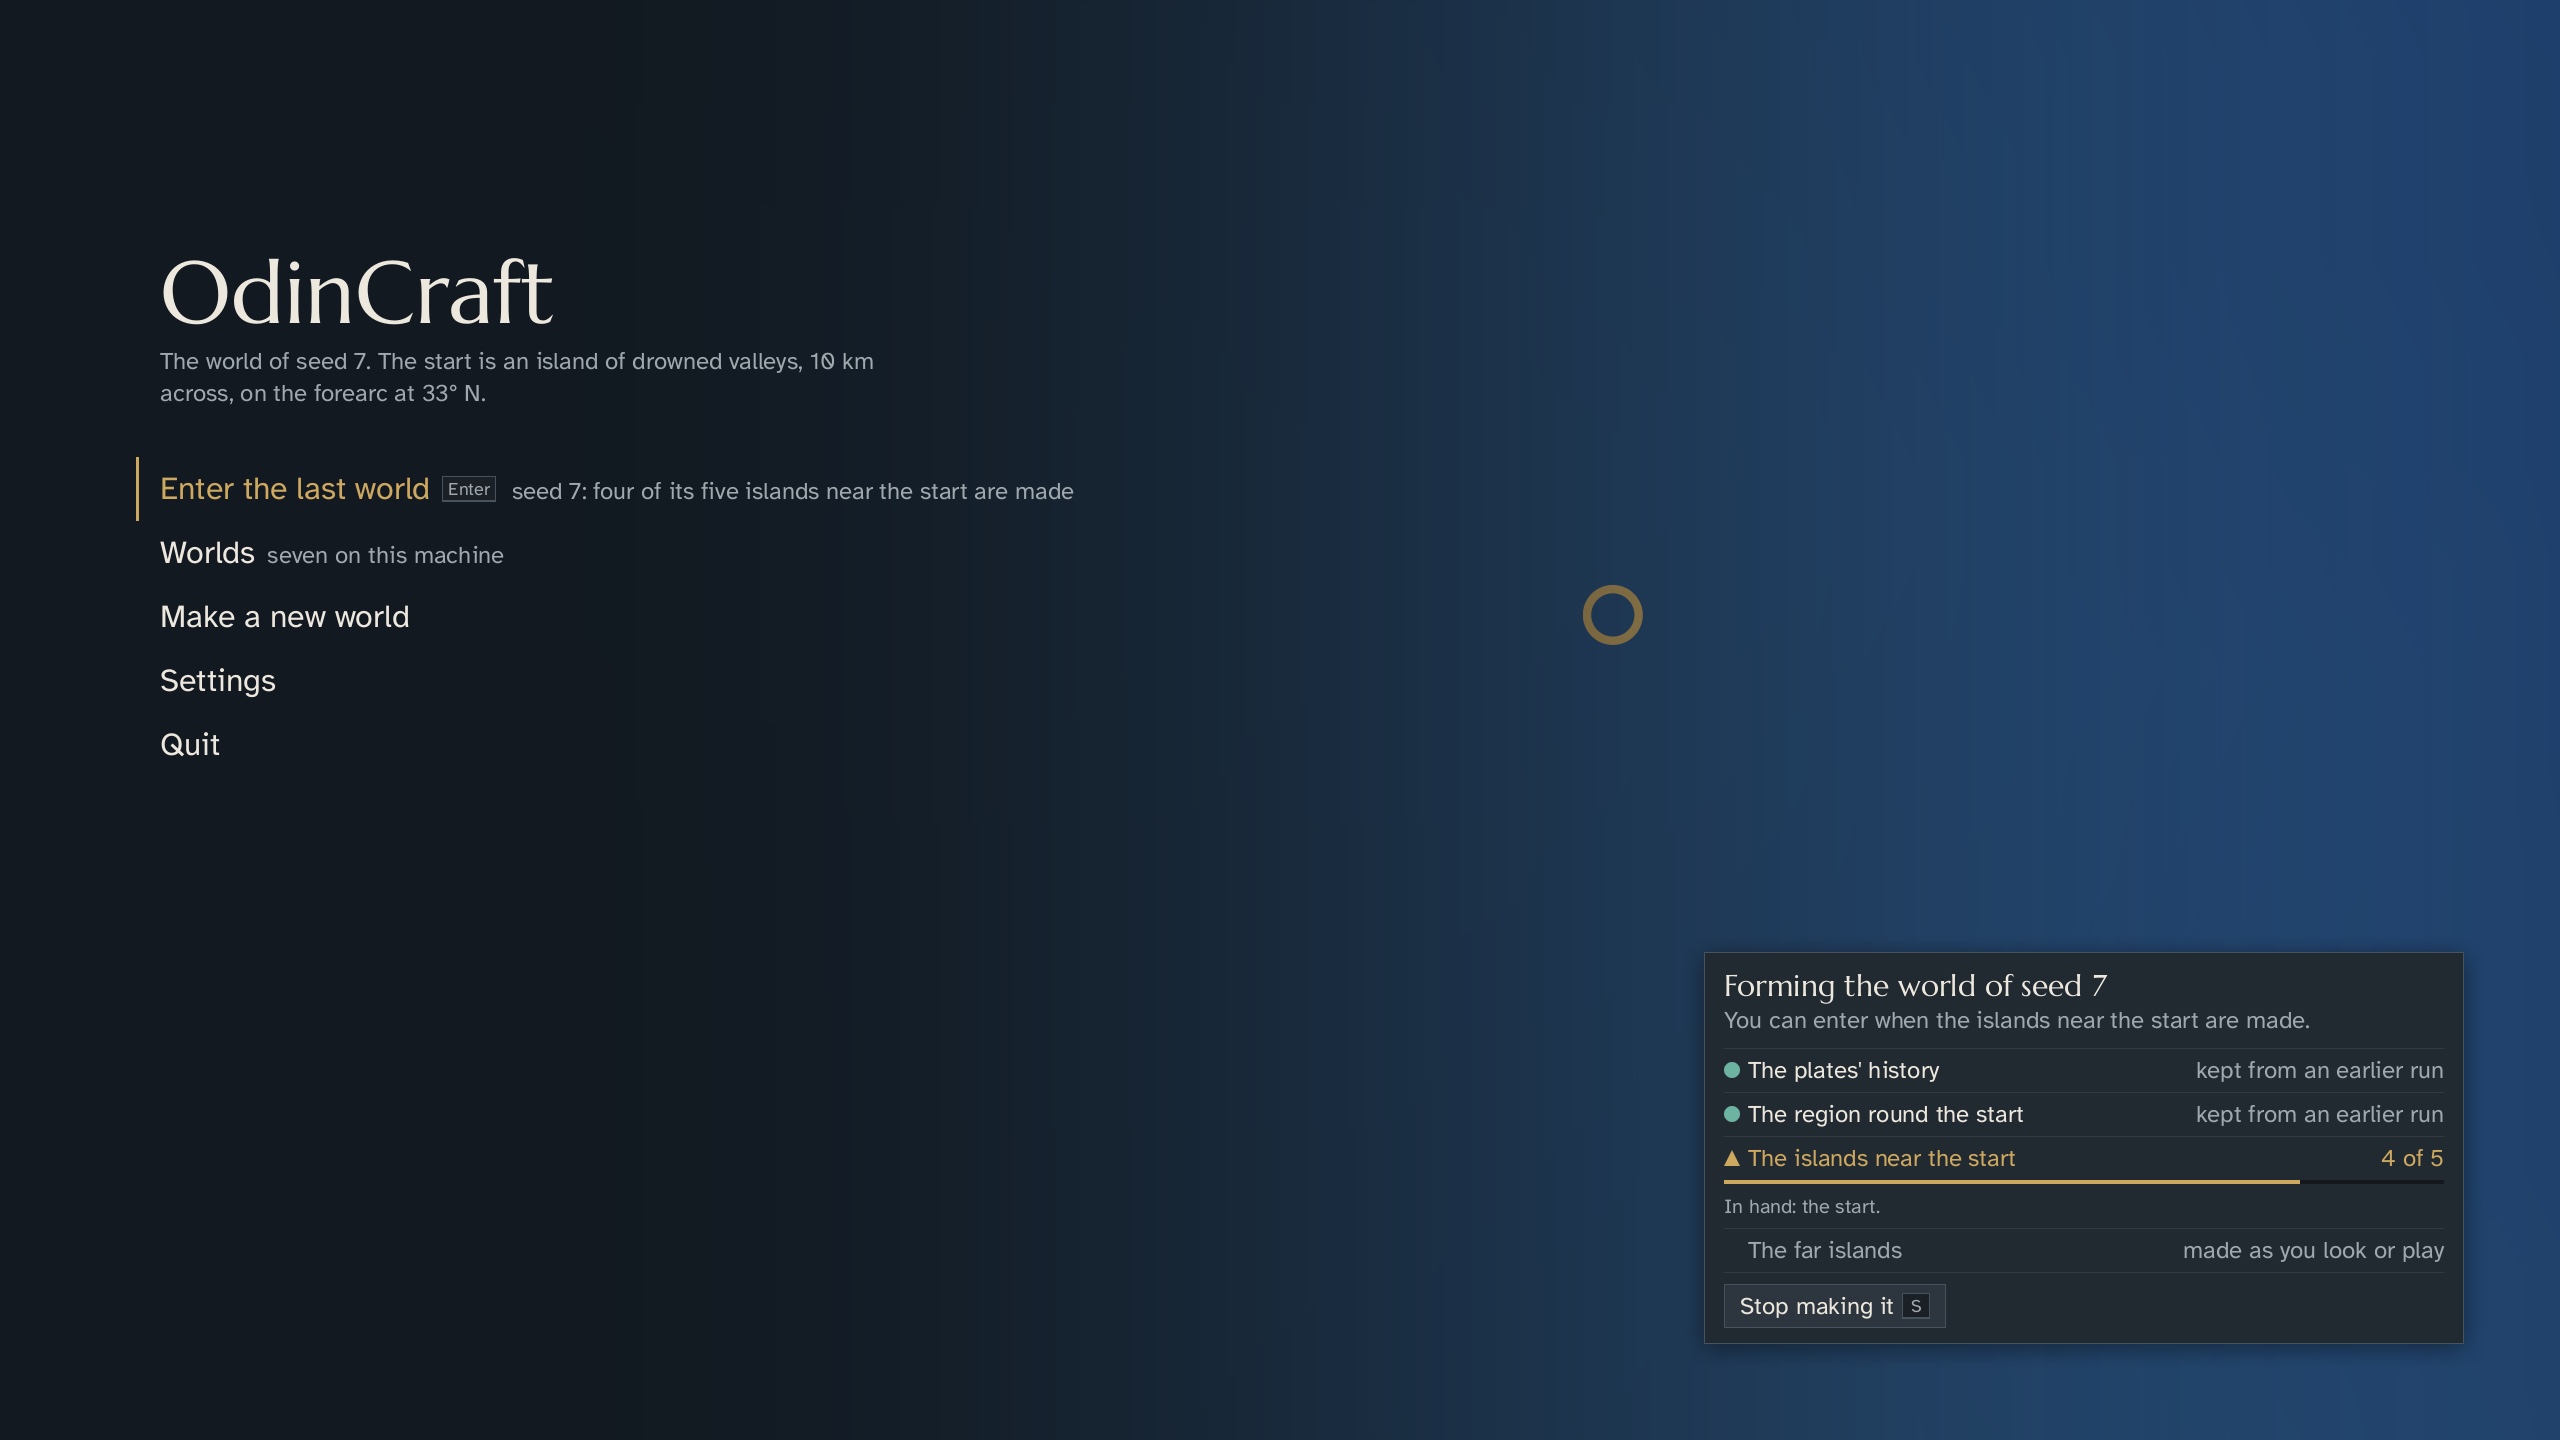 OdinCraft
The world of seed 7. The start is an island of drowned valleys, 10 km
across, on the forearc at 33° N.
Enter the last world Enter seed 7: four of its five islands near the start are made
Worlds seven on this machine
Make a new world
Settings
Quit
Forming the world of seed 7
You can enter when the islands near the start are made.
The plates' history kept from an earlier run
The region round the start kept from an earlier run
The islands near the start 4 of 5
In hand: the start.
The far islands made as you look or play
Stop making it S